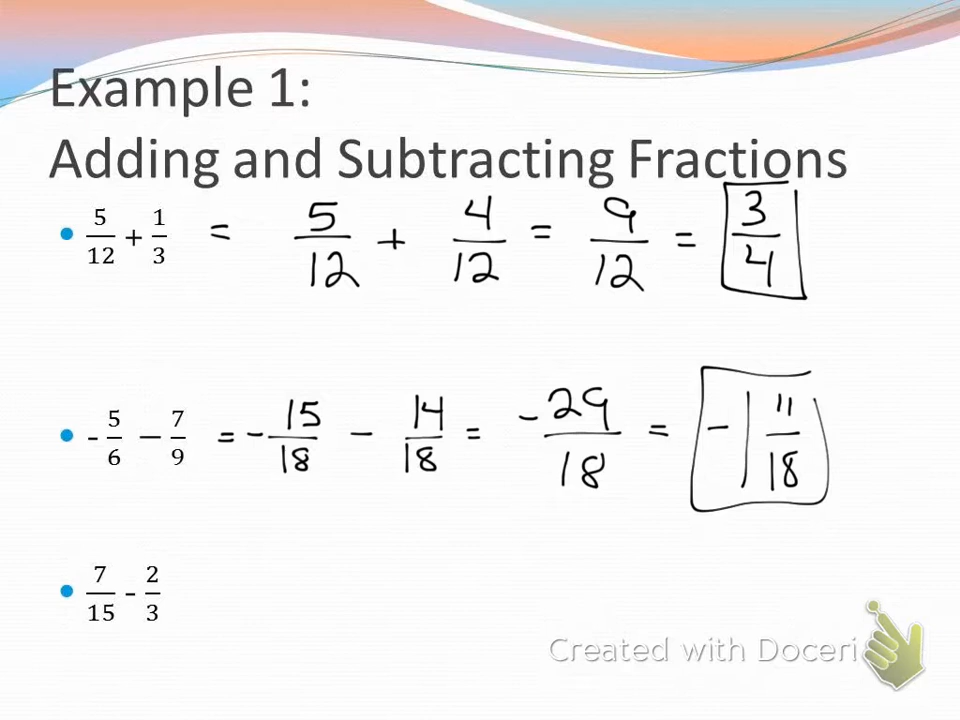 Example 1:
Adding and Subtracting Fractions
• 5/12 + 1/3 = 5/12 + 4/12 = 9/12 = 3/4
• - 5/6 − 7/9 = - 15/18 − 14/18 = -29/18 = -1 11/18
• 7/15 - 2/3
Created with Doceri